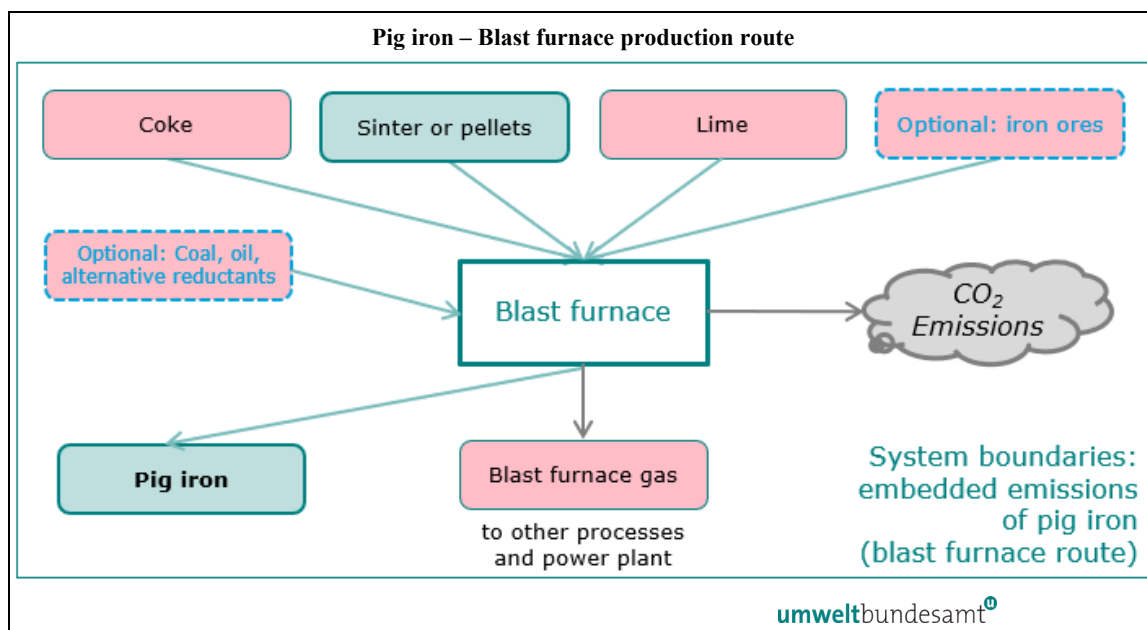 Pig iron – Blast furnace production route
Coke
Sinter or pellets
Lime
Optional: iron ores
Optional: Coal, oil,
alternative reductants
Blast furnace
CO₂
Emissions
Pig iron
Blast furnace gas
to other processes
and power plant
System boundaries:
embedded emissions
of pig iron
(blast furnace route)
umweltbundesamtᵘ